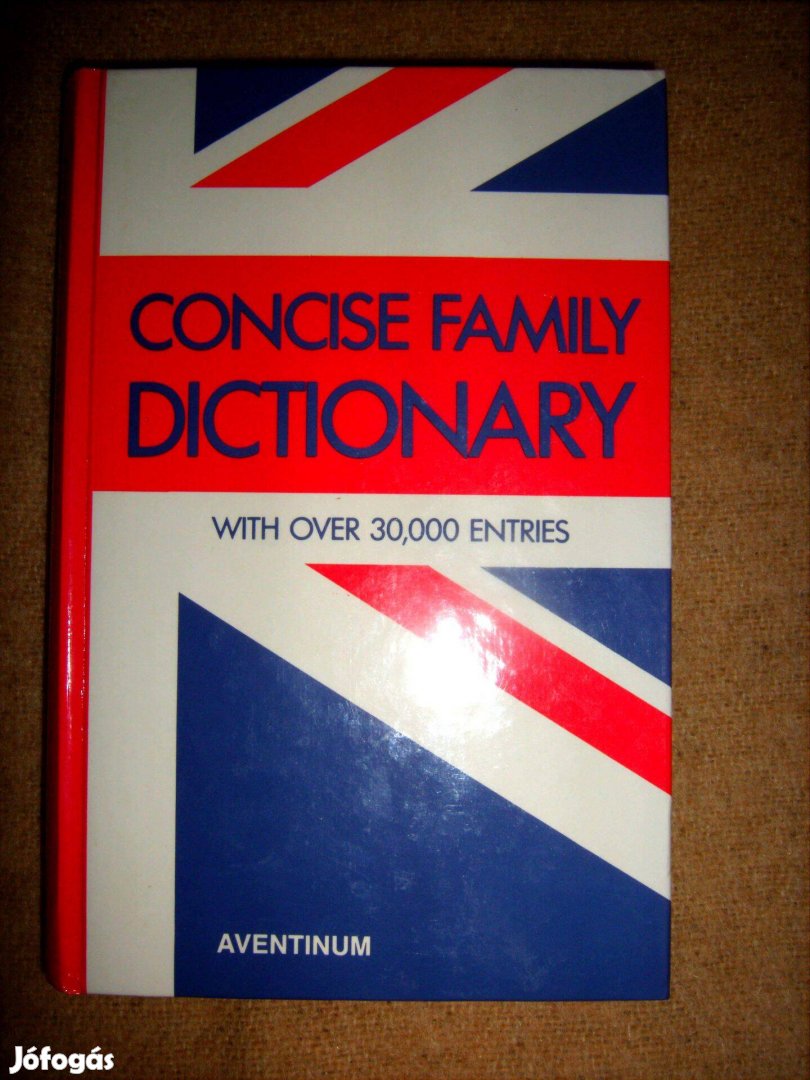 CONCISE FAMILY
DICTIONARY
WITH OVER 30,000 ENTRIES
AVENTINUM
Jófogás